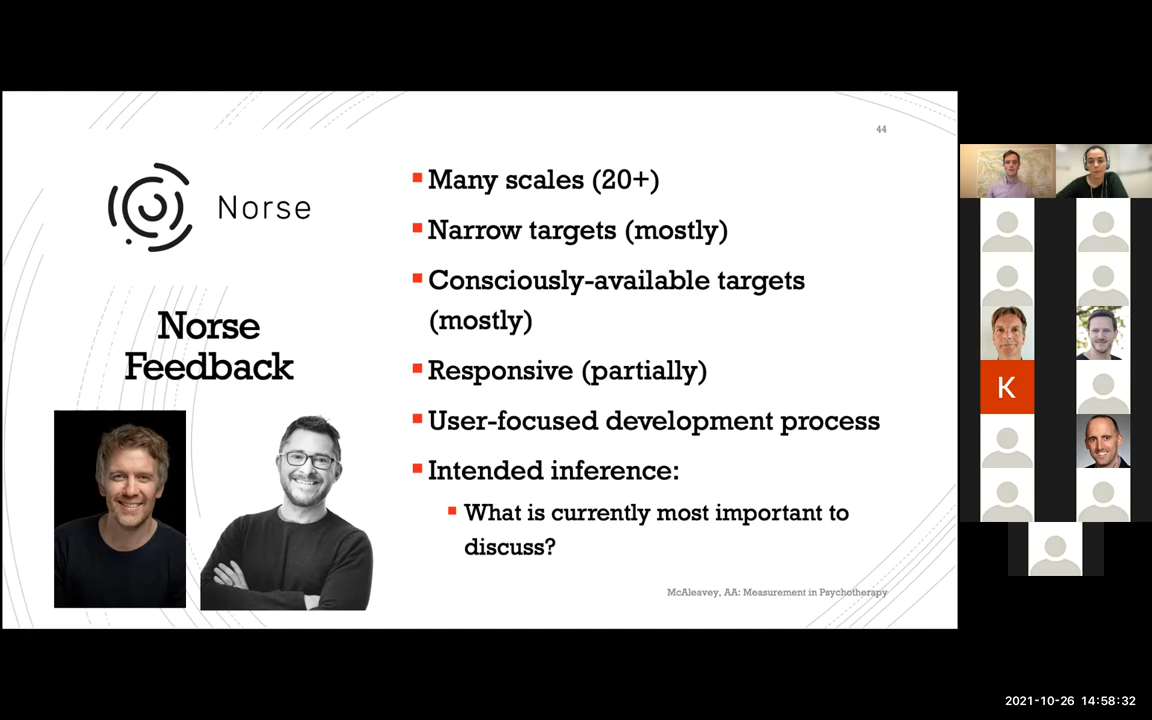 44
Norse
Norse
Feedback
Many scales (20+)
Narrow targets (mostly)
Consciously-available targets
(mostly)
Responsive (partially)
User-focused development process
Intended inference:
What is currently most important to
discuss?
McAleavey, AA: Measurement in Psychotherapy
K
2021-10-26 14:58:32